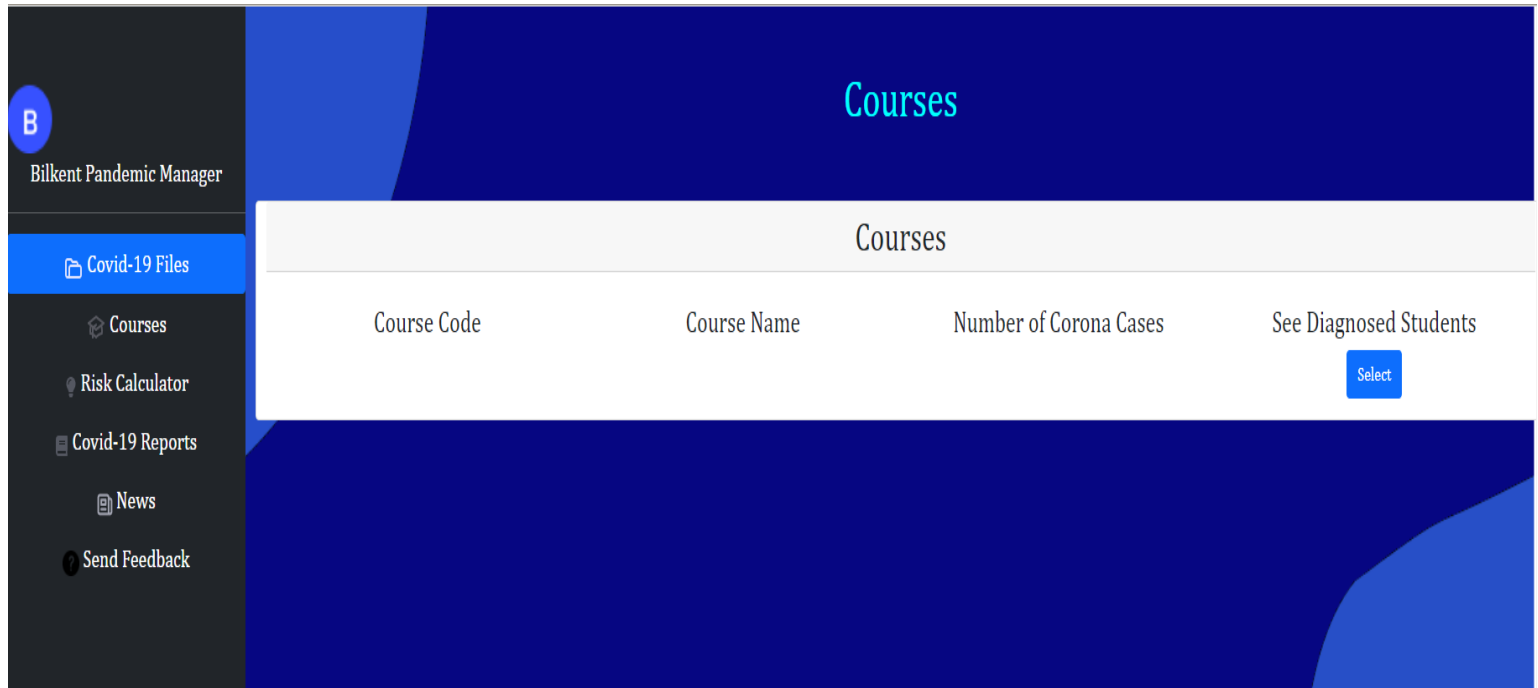 B
Bilkent Pandemic Manager
Covid-19 Files
Courses
Risk Calculator
Covid-19 Reports
News
Send Feedback
Courses
Courses
Course Code Course Name Number of Corona Cases See Diagnosed Students
Select